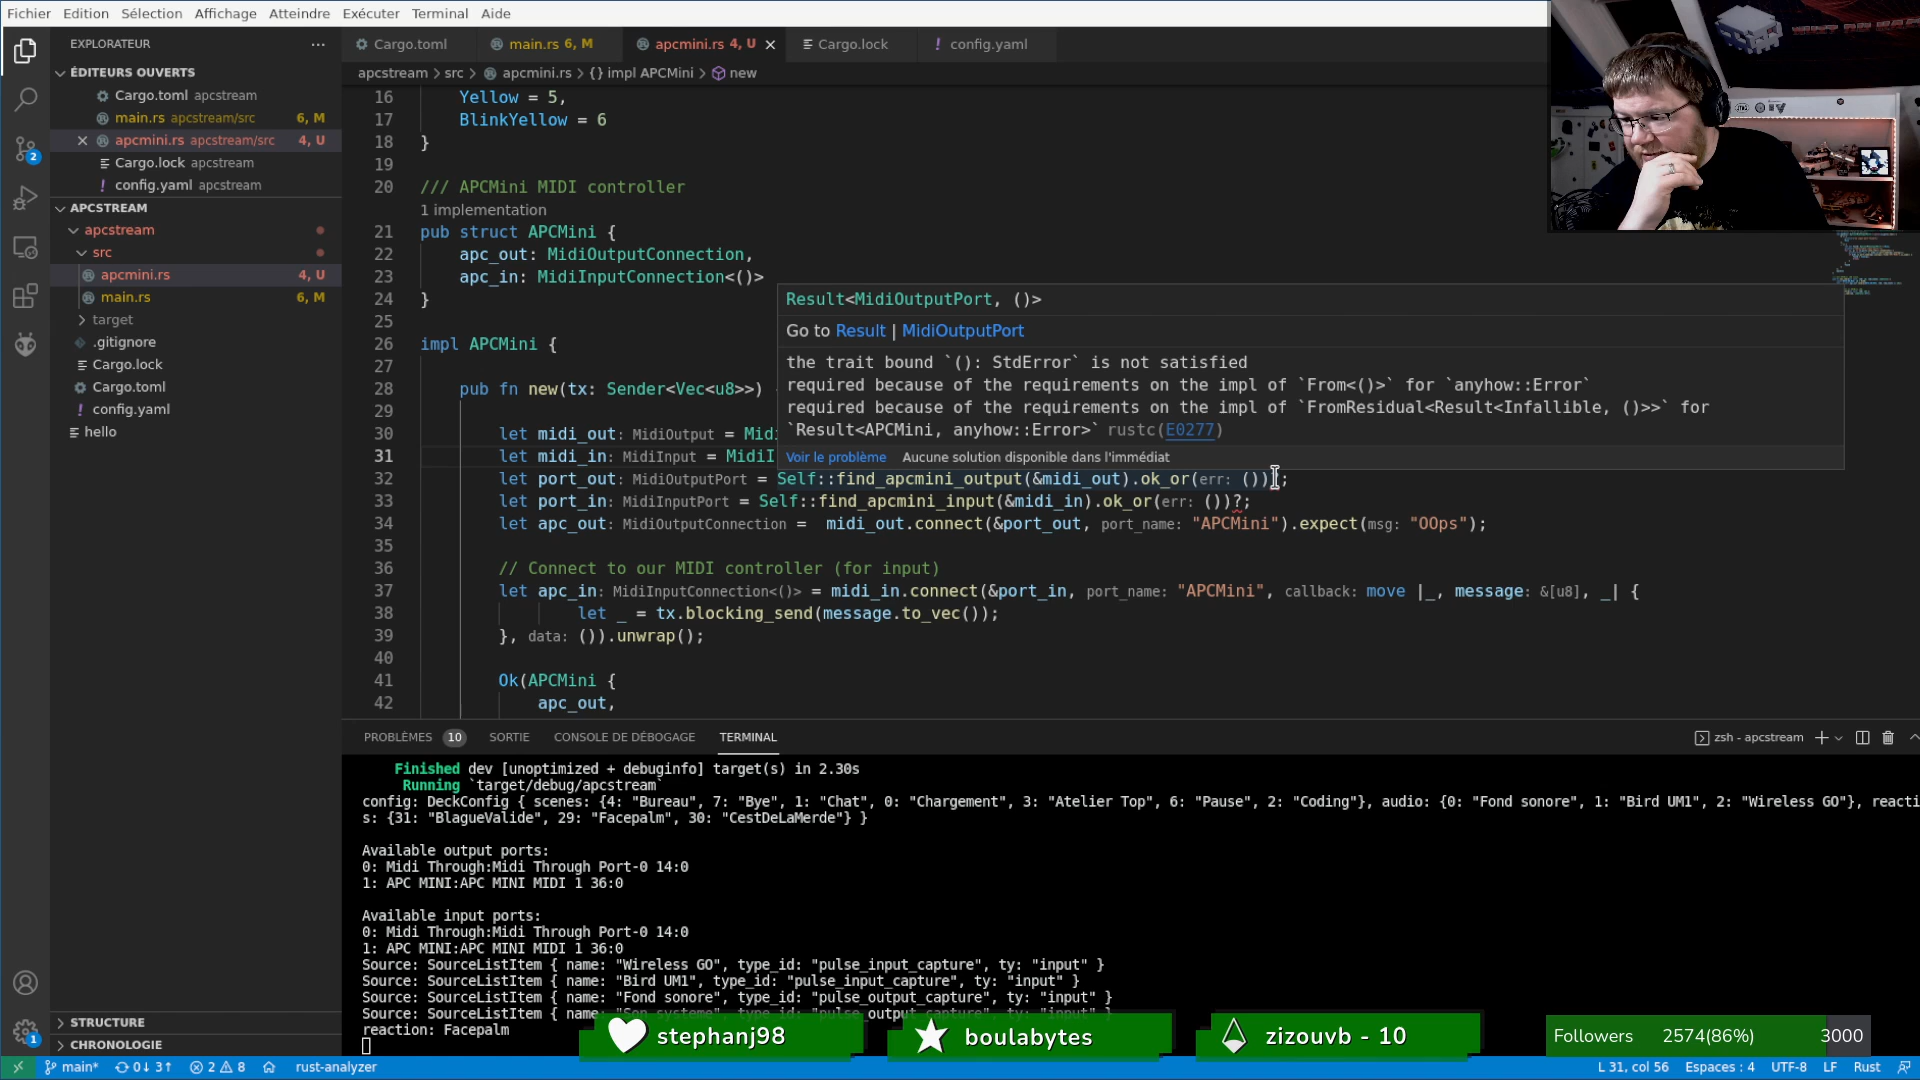 Fichier Edition Sélection Affichage Atteindre Exécuter Terminal Aide
EXPLORATEUR
ÉDITEURS OUVERTS
Cargo.toml apcstream
main.rs apcstream/src 6, M
apcmini.rs apcstream/src 4, U
Cargo.lock apcstream
config.yaml apcstream
APCSTREAM
apcstream
src
apcmini.rs 4, U
main.rs 6, M
target
.gitignore
Cargo.lock
Cargo.toml
config.yaml
hello
STRUCTURE
CHRONOLOGIE
Cargo.toml main.rs 6, M apcmini.rs 4, U Cargo.lock config.yaml
apcstream > src > apcmini.rs > {} impl APCMini > new
16 Yellow = 5,
17 BlinkYellow = 6
18 }
19
20 /// APCMini MIDI controller
1 implementation
21 pub struct APCMini {
22 apc_out: MidiOutputConnection,
23 apc_in: MidiInputConnection<()>
24 }
25
26 impl APCMini {
27
28 pub fn new(tx: Sender<Vec<u8>>)
29
30 let midi_out: MidiOutput = Mid
31 let midi_in: MidiInput = MidiI
32 let port_out: MidiOutputPort = Self::find_apcmini_output(&midi_out).ok_or(err: ())?;
33 let port_in: MidiInputPort = Self::find_apcmini_input(&midi_in).ok_or(err: ())?;
34 let apc_out: MidiOutputConnection = midi_out.connect(&port_out, port_name: "APCMini").expect(msg: "OOps");
35
36 // Connect to our MIDI controller (for input)
37 let apc_in: MidiInputConnection<()> = midi_in.connect(&port_in, port_name: "APCMini", callback: move |_, message: &[u8], _| {
38 let _ = tx.blocking_send(message.to_vec());
39 }, data: ()).unwrap();
40
41 Ok(APCMini {
42 apc_out,
Result<MidiOutputPort, ()>
Go to Result | MidiOutputPort
the trait bound `(): StdError` is not satisfied
required because of the requirements on the impl of `From<()>` for `anyhow::Error`
required because of the requirements on the impl of `FromResidual<Result<Infallible, ()>>` for
`Result<APCMini, anyhow::Error>` rustc(E0277)
Voir le problème Aucune solution disponible dans l'immédiat
PROBLÈMES 10 SORTIE CONSOLE DE DÉBOGAGE TERMINAL
zsh - apcstream
Finished dev [unoptimized + debuginfo] target(s) in 2.30s
Running `target/debug/apcstream`
config: DeckConfig { scenes: {4: "Bureau", 7: "Bye", 1: "Chat", 0: "Chargement", 3: "Atelier Top", 6: "Pause", 2: "Coding"}, audio: {0: "Fond sonore", 1: "Bird UM1", 2: "Wireless GO"}, reacti
s: {31: "BlagueValide", 29: "Facepalm", 30: "CestDeLaMerde"} }
Available output ports:
0: Midi Through:Midi Through Port-0 14:0
1: APC MINI:APC MINI MIDI 1 36:0
Available input ports:
0: Midi Through:Midi Through Port-0 14:0
1: APC MINI:APC MINI MIDI 1 36:0
Source: SourceListItem { name: "Wireless GO", type_id: "pulse_input_capture", ty: "input" }
Source: SourceListItem { name: "Bird UM1", type_id: "pulse_input_capture", ty: "input" }
Source: SourceListItem { name: "Fond sonore", type_id: "pulse_output_capture", ty: "input" }
Source: SourceListItem { name: "Son systeme", type_id: "pulse_output_capture", ty: "input" }
reaction: Facepalm
stephanj98
boulabytes
zizouvb - 10
Followers 2574(86%) 3000
main* 0↓ 3↑ 2 8 rust-analyzer
L 31, col 56 Espaces : 4 UTF-8 LF Rust
2
1